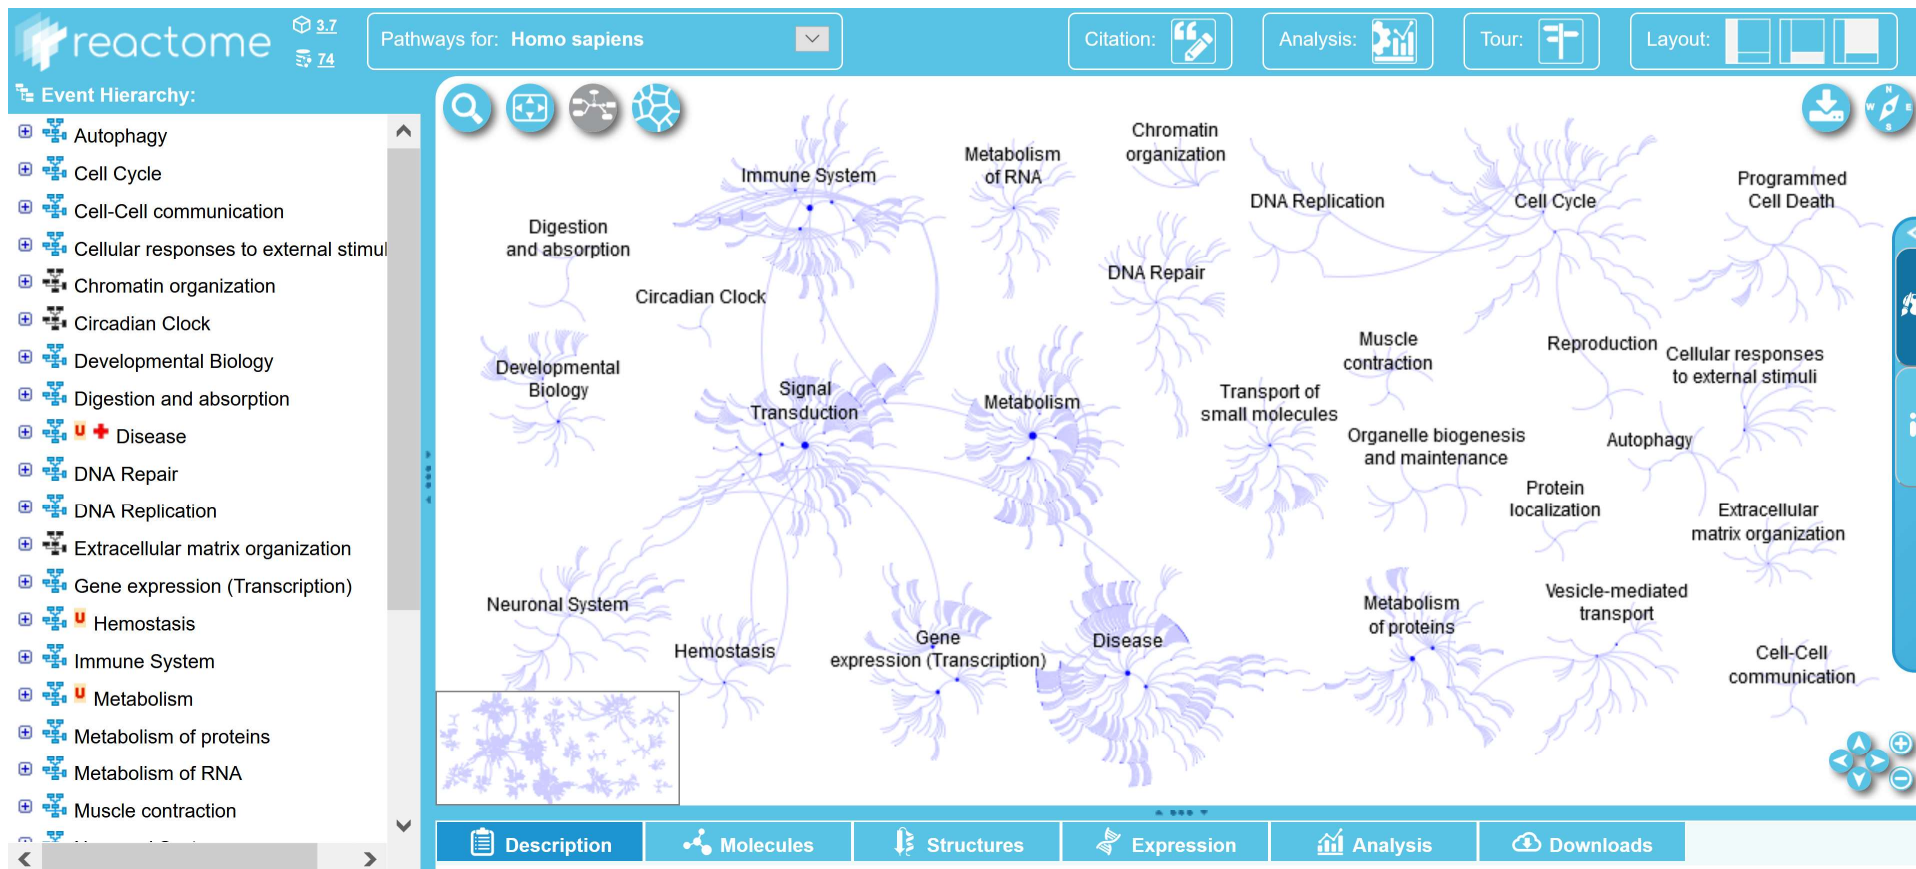 reactome
3.7
74
Pathways for: Homo sapiens
Citation:
Analysis:
Tour:
Layout:
Event Hierarchy:
Autophagy
Cell Cycle
Cell-Cell communication
Cellular responses to external stimul
Chromatin organization
Circadian Clock
Developmental Biology
Digestion and absorption
U Disease
DNA Repair
DNA Replication
Extracellular matrix organization
Gene expression (Transcription)
U Hemostasis
Immune System
U Metabolism
Metabolism of proteins
Metabolism of RNA
Muscle contraction
N
W E
S
Immune System
Metabolism
of RNA
Chromatin
organization
DNA Replication
Cell Cycle
Programmed
Cell Death
Digestion
and absorption
Circadian Clock
DNA Repair
Developmental
Biology
Signal
Transduction
Metabolism
Transport of
small molecules
Muscle
contraction
Reproduction
Cellular responses
to external stimuli
Organelle biogenesis
and maintenance
Autophagy
Protein
localization
Extracellular
matrix organization
Neuronal System
Hemostasis
Gene
expression (Transcription)
Disease
Metabolism
of proteins
Vesicle-mediated
transport
Cell-Cell
communication
Description
Molecules
Structures
Expression
Analysis
Downloads